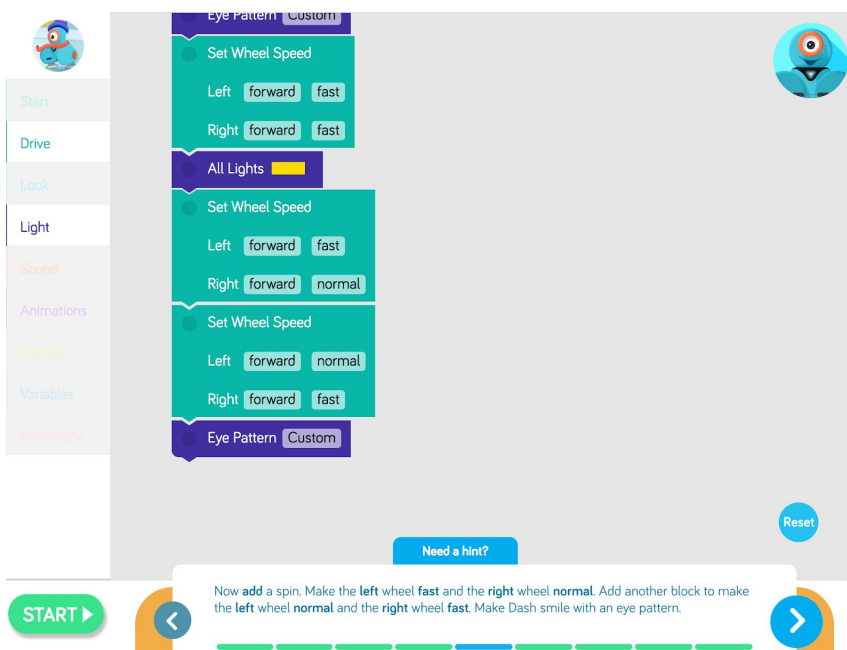 Eye Pattern Custom
Set Wheel Speed
Left forward fast
Right forward fast
All Lights
Set Wheel Speed
Left forward fast
Right forward normal
Set Wheel Speed
Left forward normal
Right forward fast
Eye Pattern Custom
Start
Drive
Look
Light
Sound
Animations
Control
Variables
Accessory
Reset
Need a hint?
Now add a spin. Make the left wheel fast and the right wheel normal. Add another block to make
the left wheel normal and the right wheel fast. Make Dash smile with an eye pattern.
START